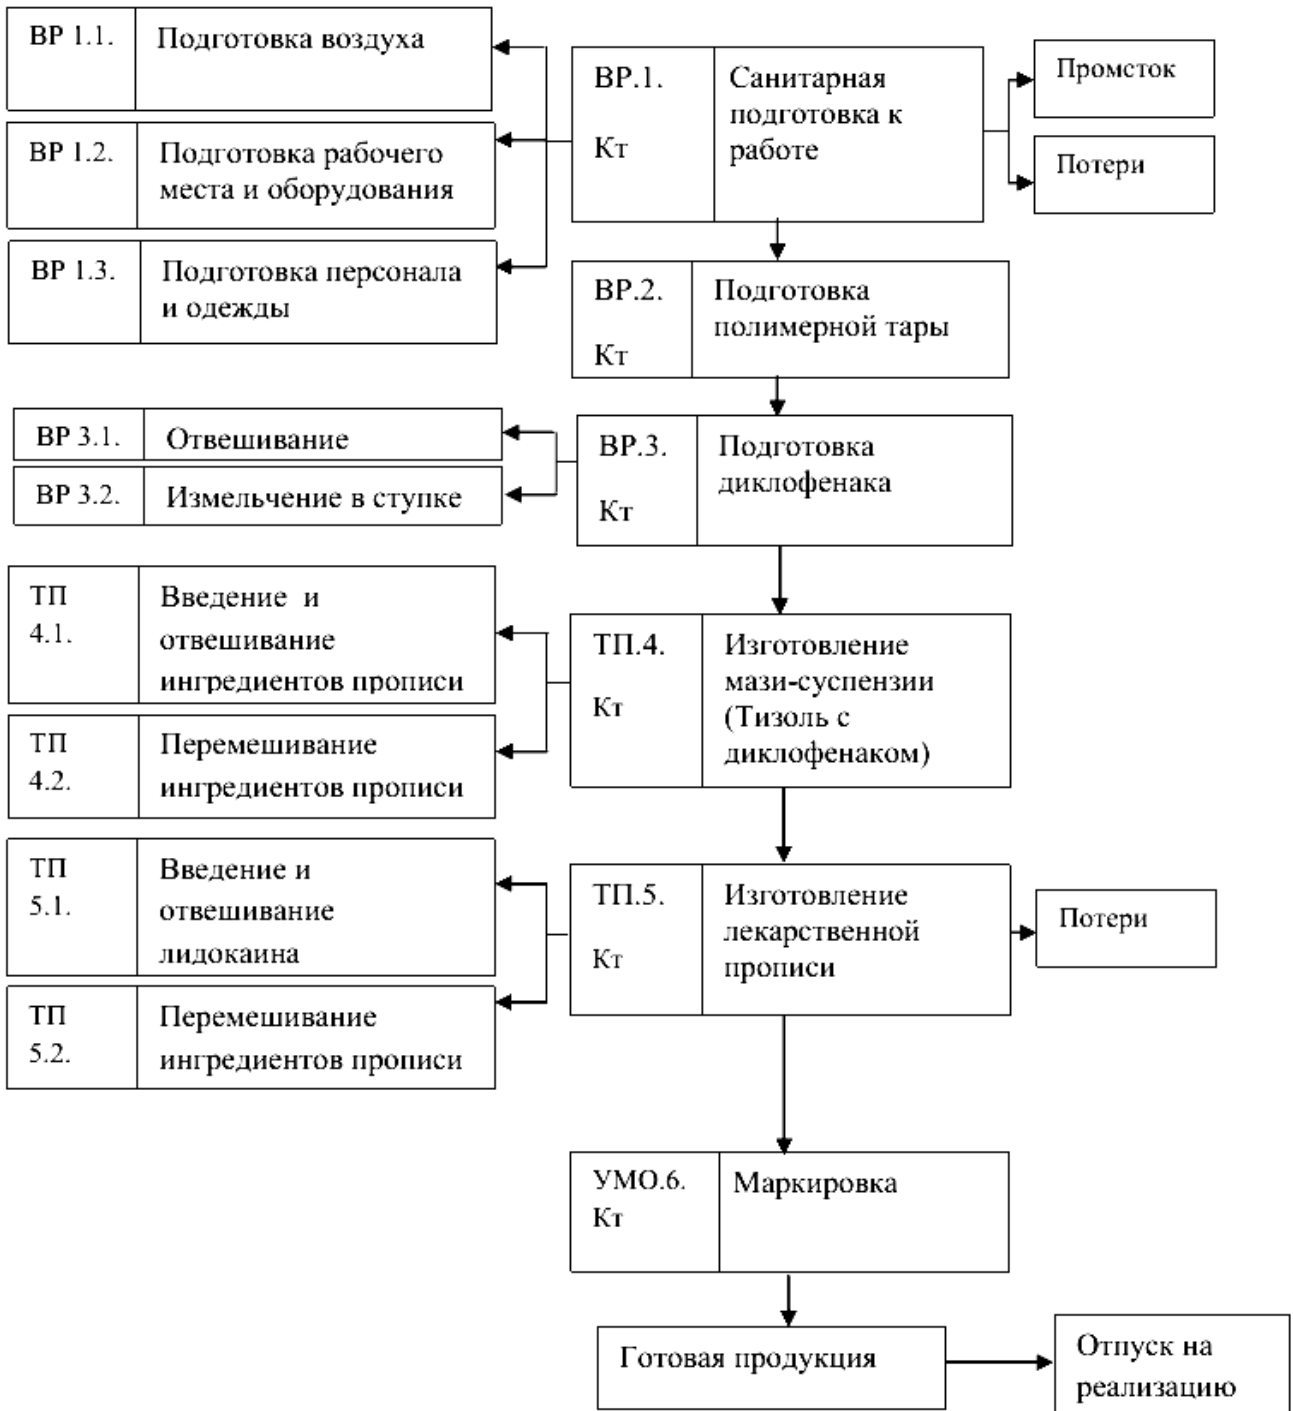 ВР 1.1.
Подготовка воздуха
ВР 1.2.
Подготовка рабочего
места и оборудования
ВР 1.3.
Подготовка персонала
и одежды
ВР.1.
Кт
Санитарная
подготовка к
работе
Промсток
Потери
ВР.2.
Кт
Подготовка
полимерной тары
ВР 3.1.
Отвешивание
ВР 3.2.
Измельчение в ступке
ВР.3.
Кт
Подготовка
диклофенака
ТП
4.1.
Введение и
отвешивание
ингредиентов прописи
ТП
4.2.
Перемешивание
ингредиентов прописи
ТП.4.
Кт
Изготовление
мази-суспензии
(Тизоль с
диклофенаком)
ТП
5.1.
Введение и
отвешивание
лидокаина
ТП
5.2.
Перемешивание
ингредиентов прописи
ТП.5.
Кт
Изготовление
лекарственной
прописи
Потери
УМО.6.
Кт
Маркировка
Готовая продукция
Отпуск на
реализацию